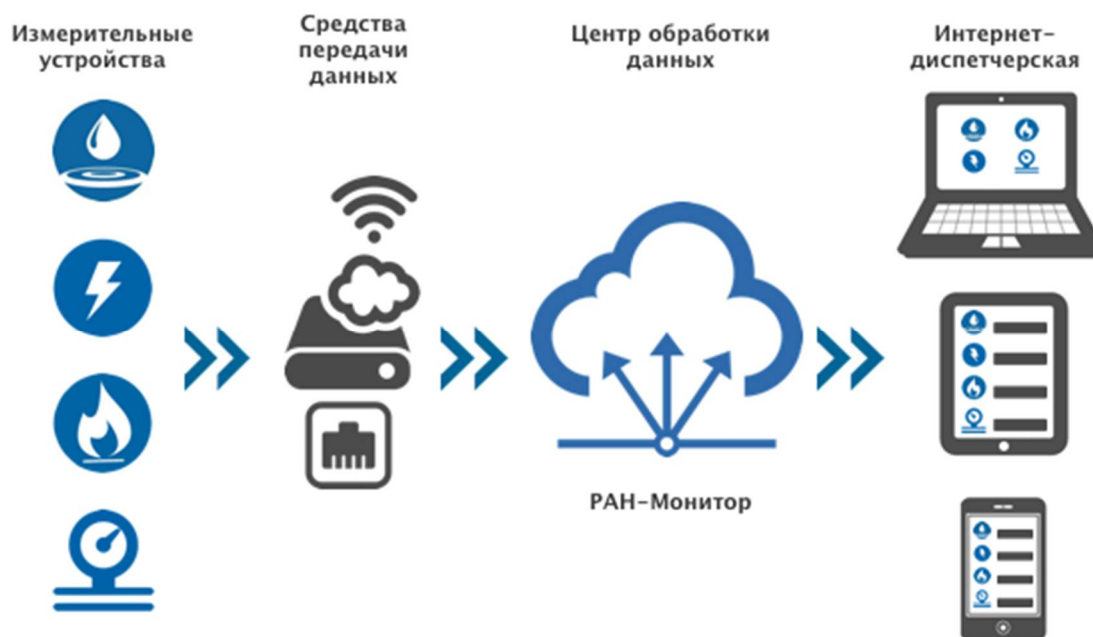 Измерительные
устройства
Средства
передачи
данных
Центр обработки
данных
Интернет-
диспетчерская
РАН-Монитор